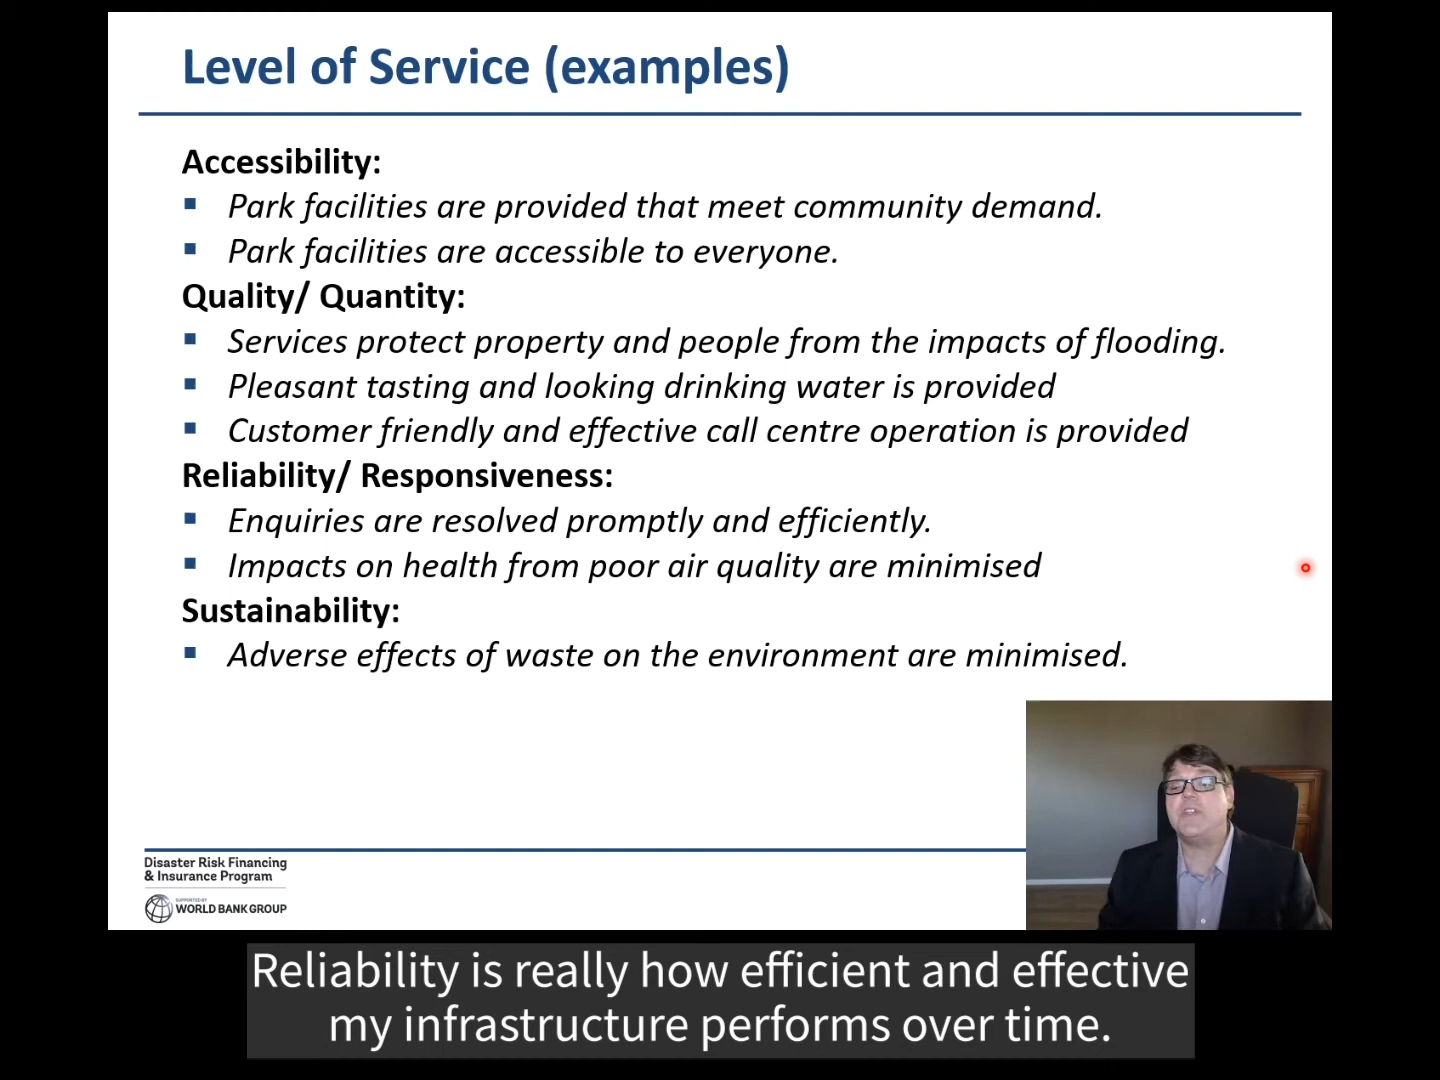 Level of Service (examples)
Accessibility:
▪ Park facilities are provided that meet community demand.
▪ Park facilities are accessible to everyone.
Quality/ Quantity:
▪ Services protect property and people from the impacts of flooding.
▪ Pleasant tasting and looking drinking water is provided
▪ Customer friendly and effective call centre operation is provided
Reliability/ Responsiveness:
▪ Enquiries are resolved promptly and efficiently.
▪ Impacts on health from poor air quality are minimised
Sustainability:
▪ Adverse effects of waste on the environment are minimised.
Disaster Risk Financing
& Insurance Program
SUPPORTED BY
WORLD BANK GROUP
Reliability is really how efficient and effective
my infrastructure performs over time.